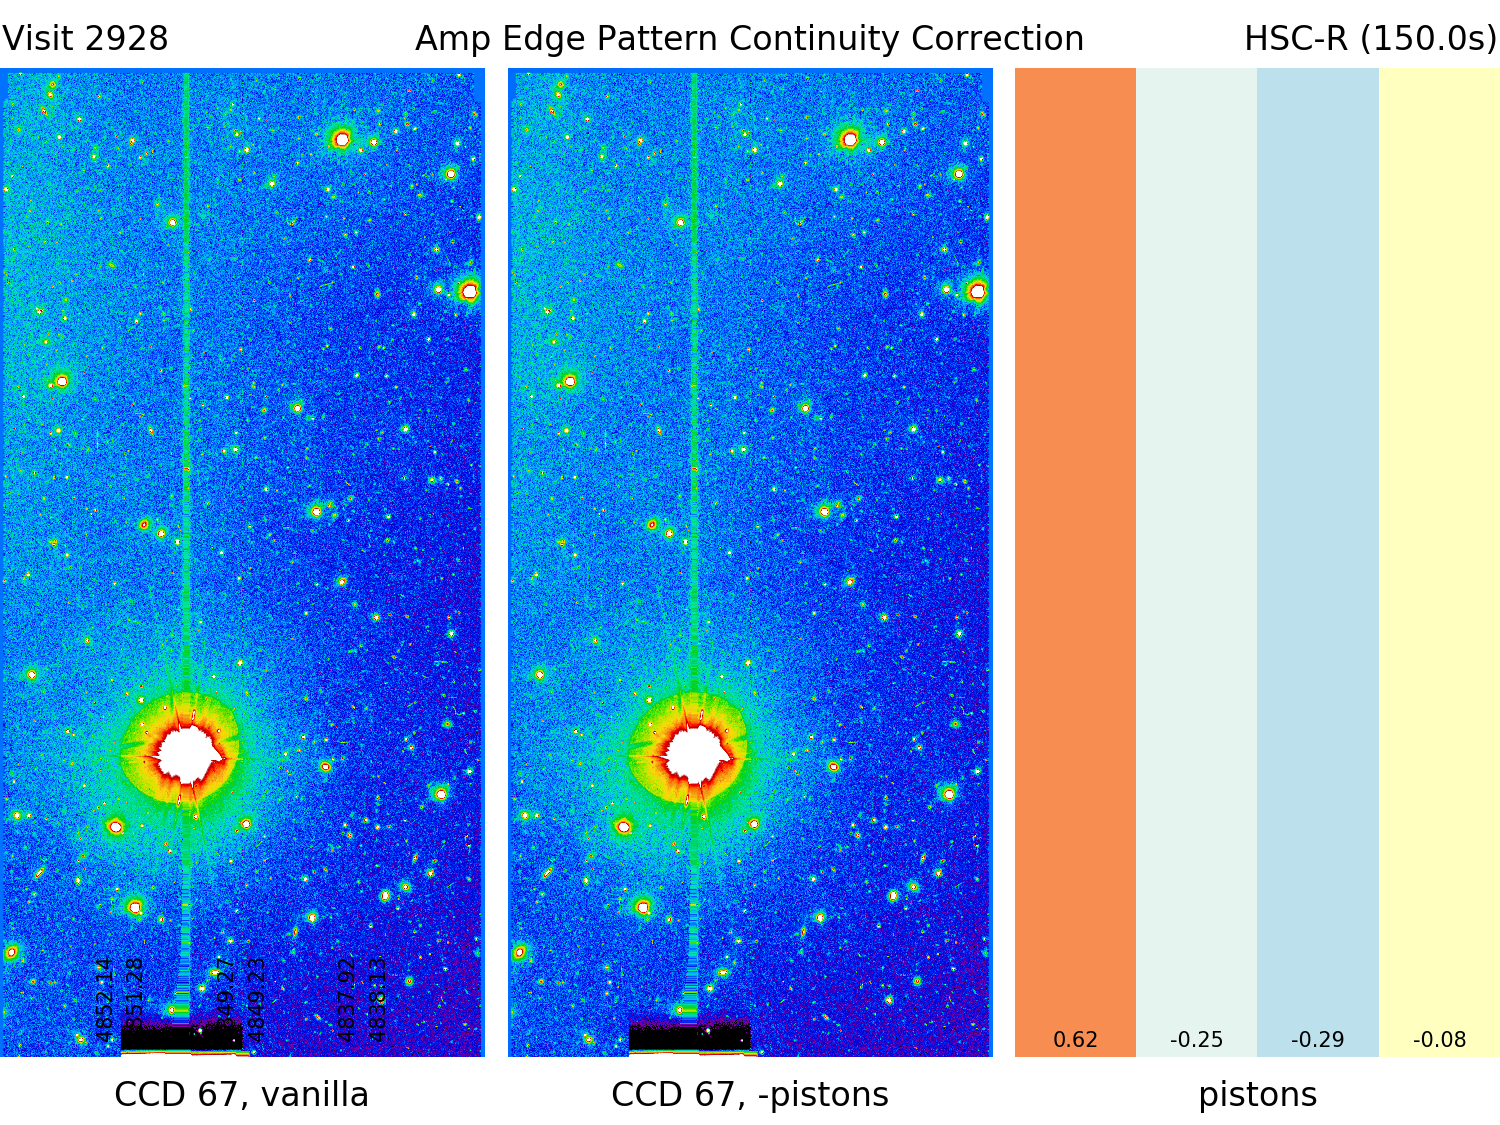 Visit 2928
Amp Edge Pattern Continuity Correction
HSC-R (150.0s)
4852.14
4849.23
4837.92
4838.13
0.62
-0.25
-0.29
-0.08
CCD 67, vanilla
CCD 67, -pistons
pistons